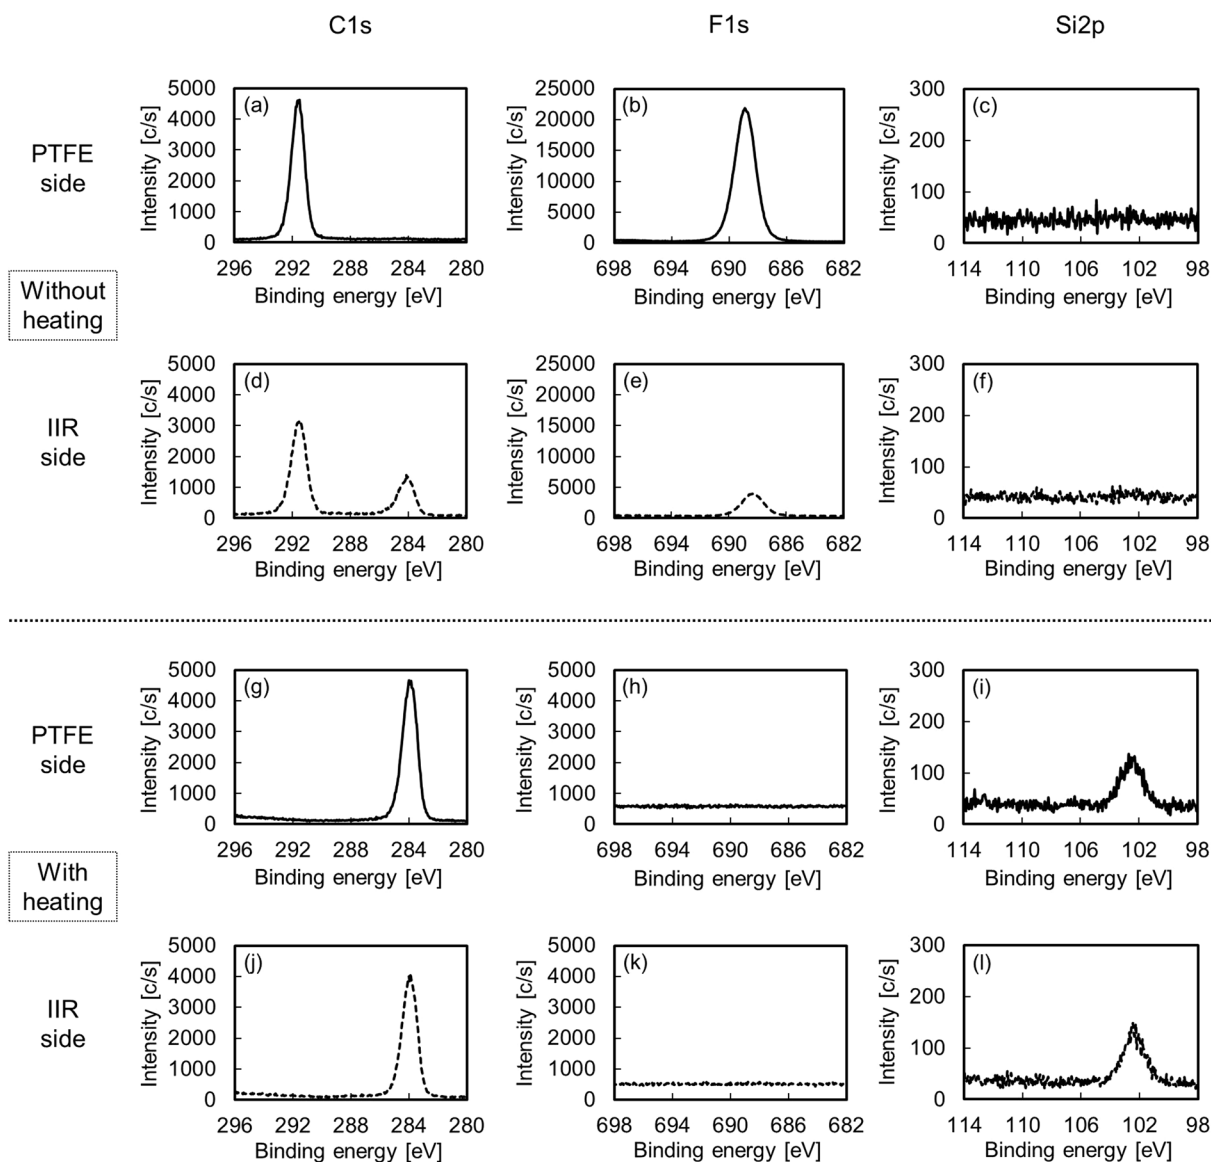 C1s F1s Si2p
PTFE
side
Without
heating
IIR
side
PTFE
side
With
heating
IIR
side
(a)
Intensity [c/s]
5000
4000
3000
2000
1000
0
296 292 288 284 280
Binding energy [eV]
(b)
Intensity [c/s]
25000
20000
15000
10000
5000
0
698 694 690 686 682
Binding energy [eV]
(c)
Intensity [c/s]
300
200
100
0
114 110 106 102 98
Binding energy [eV]
(d)
Intensity [c/s]
5000
4000
3000
2000
1000
0
296 292 288 284 280
Binding energy [eV]
(e)
Intensity [c/s]
25000
20000
15000
10000
5000
0
698 694 690 686 682
Binding energy [eV]
(f)
Intensity [c/s]
300
200
100
0
114 110 106 102 98
Binding energy [eV]
(g)
Intensity [c/s]
5000
4000
3000
2000
1000
0
296 292 288 284 280
Binding energy [eV]
(h)
Intensity [c/s]
5000
4000
3000
2000
1000
0
698 694 690 686 682
Binding energy [eV]
(i)
Intensity [c/s]
300
200
100
0
114 110 106 102 98
Binding energy [eV]
(j)
Intensity [c/s]
5000
4000
3000
2000
1000
0
296 292 288 284 280
Binding energy [eV]
(k)
Intensity [c/s]
5000
4000
3000
2000
1000
0
698 694 690 686 682
Binding energy [eV]
(l)
Intensity [c/s]
300
200
100
0
114 110 106 102 98
Binding energy [eV]